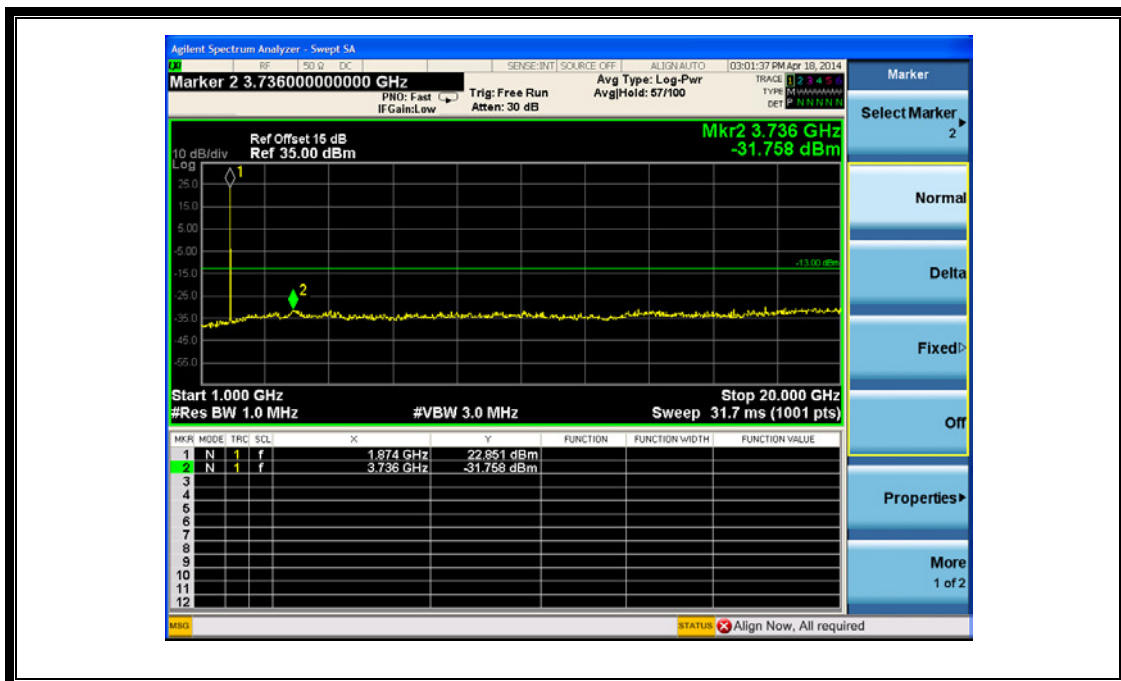 Agilent Spectrum Analyzer - Swept SA
RF 50 Ω DC SENSE:INT SOURCE OFF ALIGN AUTO 03:01:37 PM Apr 18, 2014
Marker 2 3.736000000000 GHz
PNO: Fast
IFGain:Low
Trig: Free Run
Atten: 30 dB
Avg Type: Log-Pwr
Avg|Hold: 57/100
TRACE 1 2 3 4 5 6
TYPE M
DET P N N N N N
Ref Offset 15 dB
10 dB/div Ref 35.00 dBm
Log
Mkr2 3.736 GHz
-31.758 dBm
1
25.0
15.0
5.00
-5.00
-13.00 dBm
-15.0
2
-25.0
-35.0
-45.0
-55.0
Start 1.000 GHz Stop 20.000 GHz
#Res BW 1.0 MHz #VBW 3.0 MHz Sweep 31.7 ms (1001 pts)
MKR MODE TRC SCL X Y FUNCTION FUNCTION WIDTH FUNCTION VALUE
1 N 1 f 1.874 GHz 22.851 dBm
2 N 1 f 3.736 GHz -31.758 dBm
3
4
5
6
7
8
9
10
11
12
MSG STATUS Align Now, All required
Marker
Select Marker
2
Normal
Delta
Fixed
Off
Properties
More
1 of 2